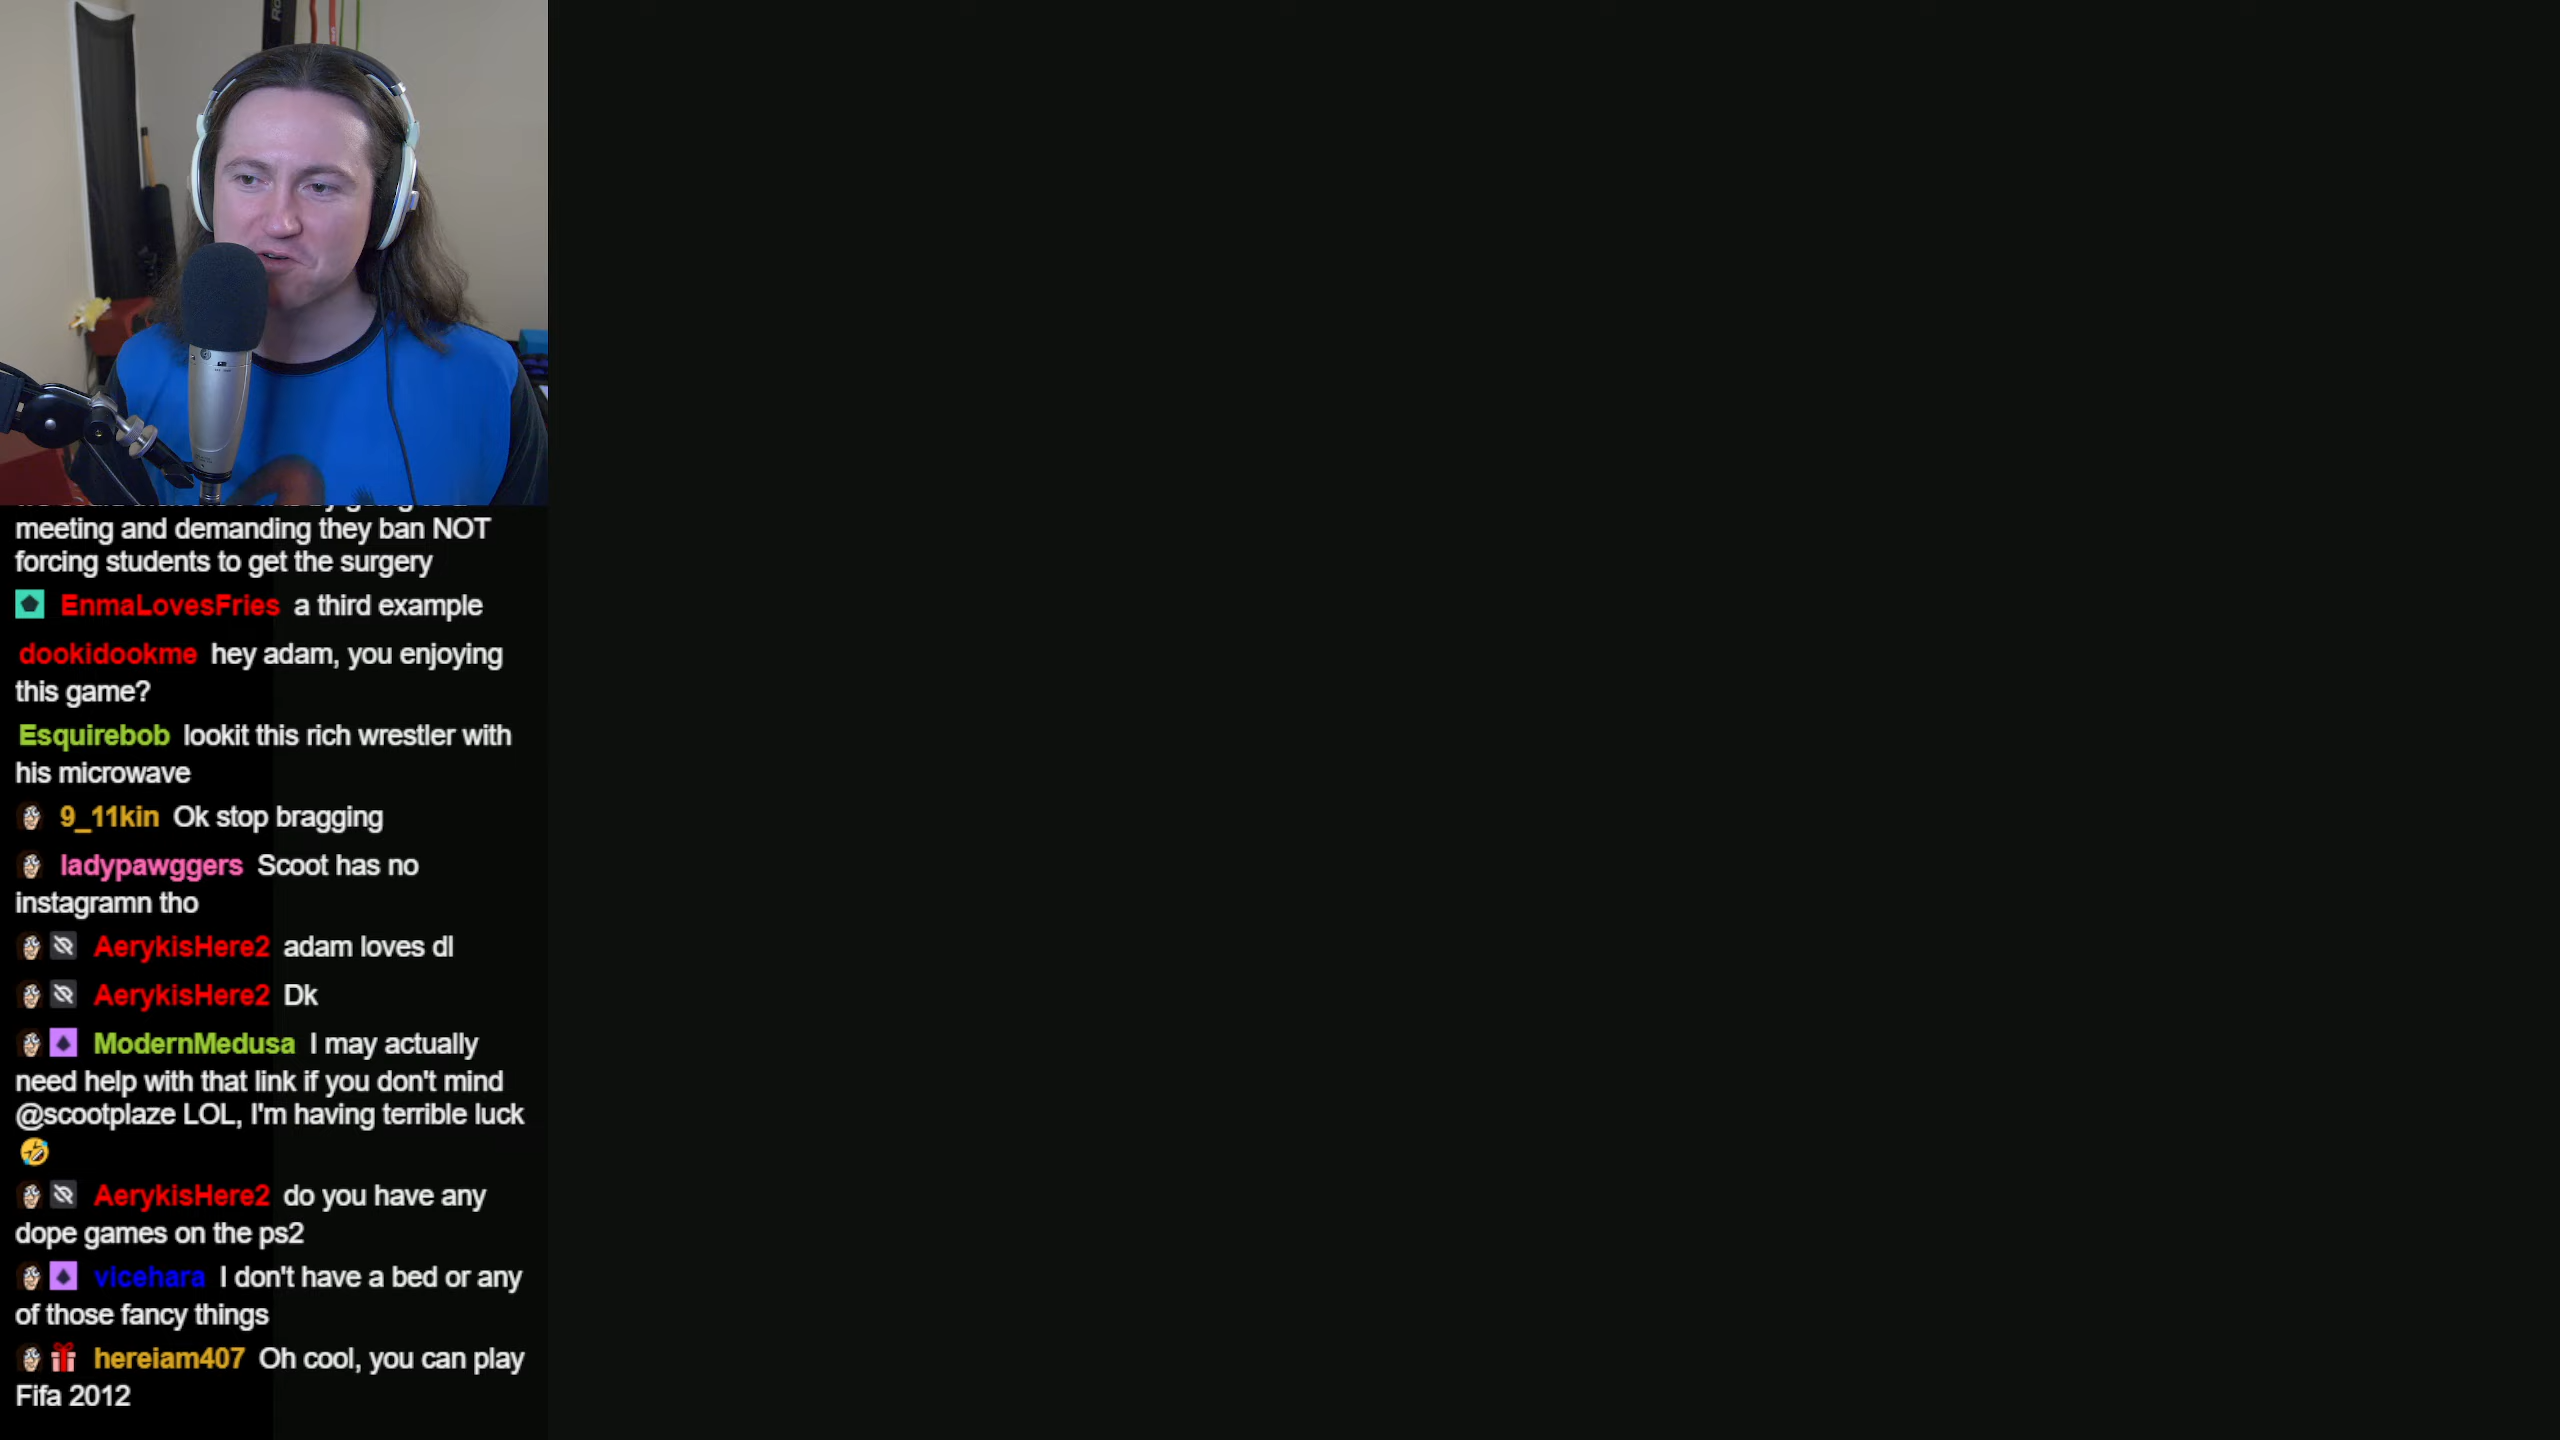 meeting and demanding they ban NOT
forcing students to get the surgery
EnmaLovesFries a third example
dookidookme hey adam, you enjoying
this game?
Esquirebob lookit this rich wrestler with
his microwave
9_11kin Ok stop bragging
ladypawggers Scoot has no
instagramn tho
AerykisHere2 adam loves dl
AerykisHere2 Dk
ModernMedusa I may actually
need help with that link if you don't mind
@scootplaze LOL, I'm having terrible luck
🤣
AerykisHere2 do you have any
dope games on the ps2
vicehara I don't have a bed or any
of those fancy things
hereiam407 Oh cool, you can play
Fifa 2012